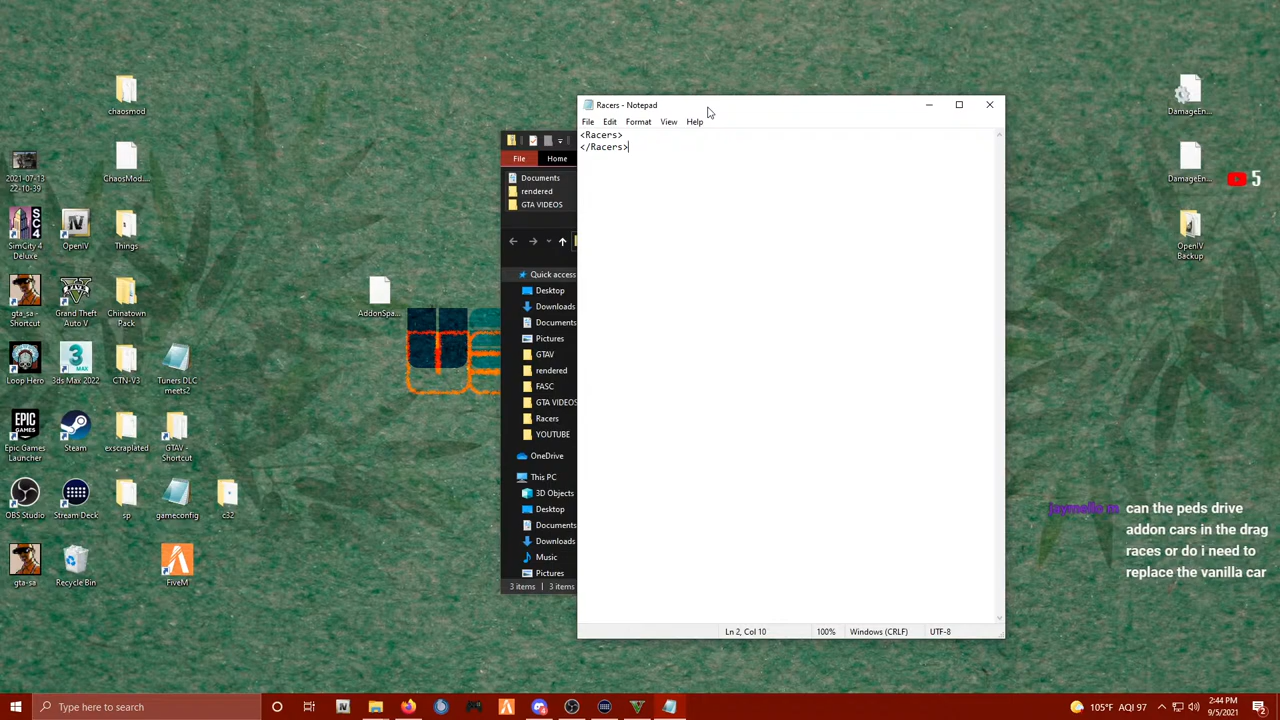 chaosmod
ChaosMod....
2021-07-13
22-10-39
SimCity 4
Deluxe
OpenIV
Things
gta_sa -
Shortcut
Grand Theft
Auto V
Chinatown
Pack
Loop Hero
3ds Max 2022
CTN-V3
Tuners DLC
meets2
Epic Games
Launcher
Steam
exscraplated
GTAV -
Shortcut
OBS Studio
Stream Deck
sp
gameconfig
c32
gta-sa
Recycle Bin
FiveM
AddonSpa...
File
Home
Documents
rendered
GTA VIDEOS
Quick access
Desktop
Downloads
Documents
Pictures
GTAV
rendered
FASC
GTA VIDEOS
Racers
YOUTUBE
OneDrive
This PC
3D Objects
Desktop
Documents
Downloads
Music
Pictures
3 items
3 items
Racers - Notepad
File Edit Format View Help
<Racers>
</Racers>
Ln 2, Col 10 100% Windows (CRLF) UTF-8
DamageEn...
DamageEn...
5
OpenIV
Backup
can the peds drive
addon cars in the drag
races or do i need to
replace the vanilla car
Type here to search
105°F AQI 97
2:44 PM
9/5/2021
2